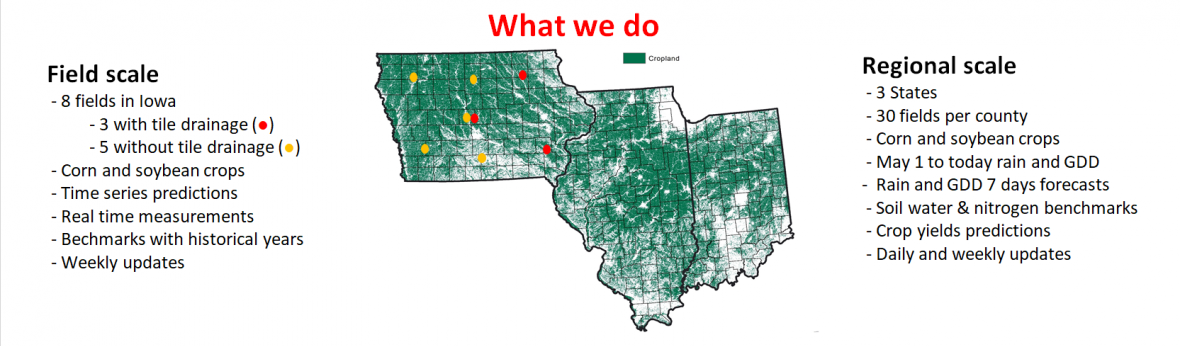 What we do
Field scale
- 8 fields in Iowa
- 3 with tile drainage (●)
- 5 without tile drainage (●)
- Corn and soybean crops
- Time series predictions
- Real time measurements
- Bechmarks with historical years
- Weekly updates
Cropland
Regional scale
- 3 States
- 30 fields per county
- Corn and soybean crops
- May 1 to today rain and GDD
- Rain and GDD 7 days forecasts
- Soil water & nitrogen benchmarks
- Crop yields predictions
- Daily and weekly updates